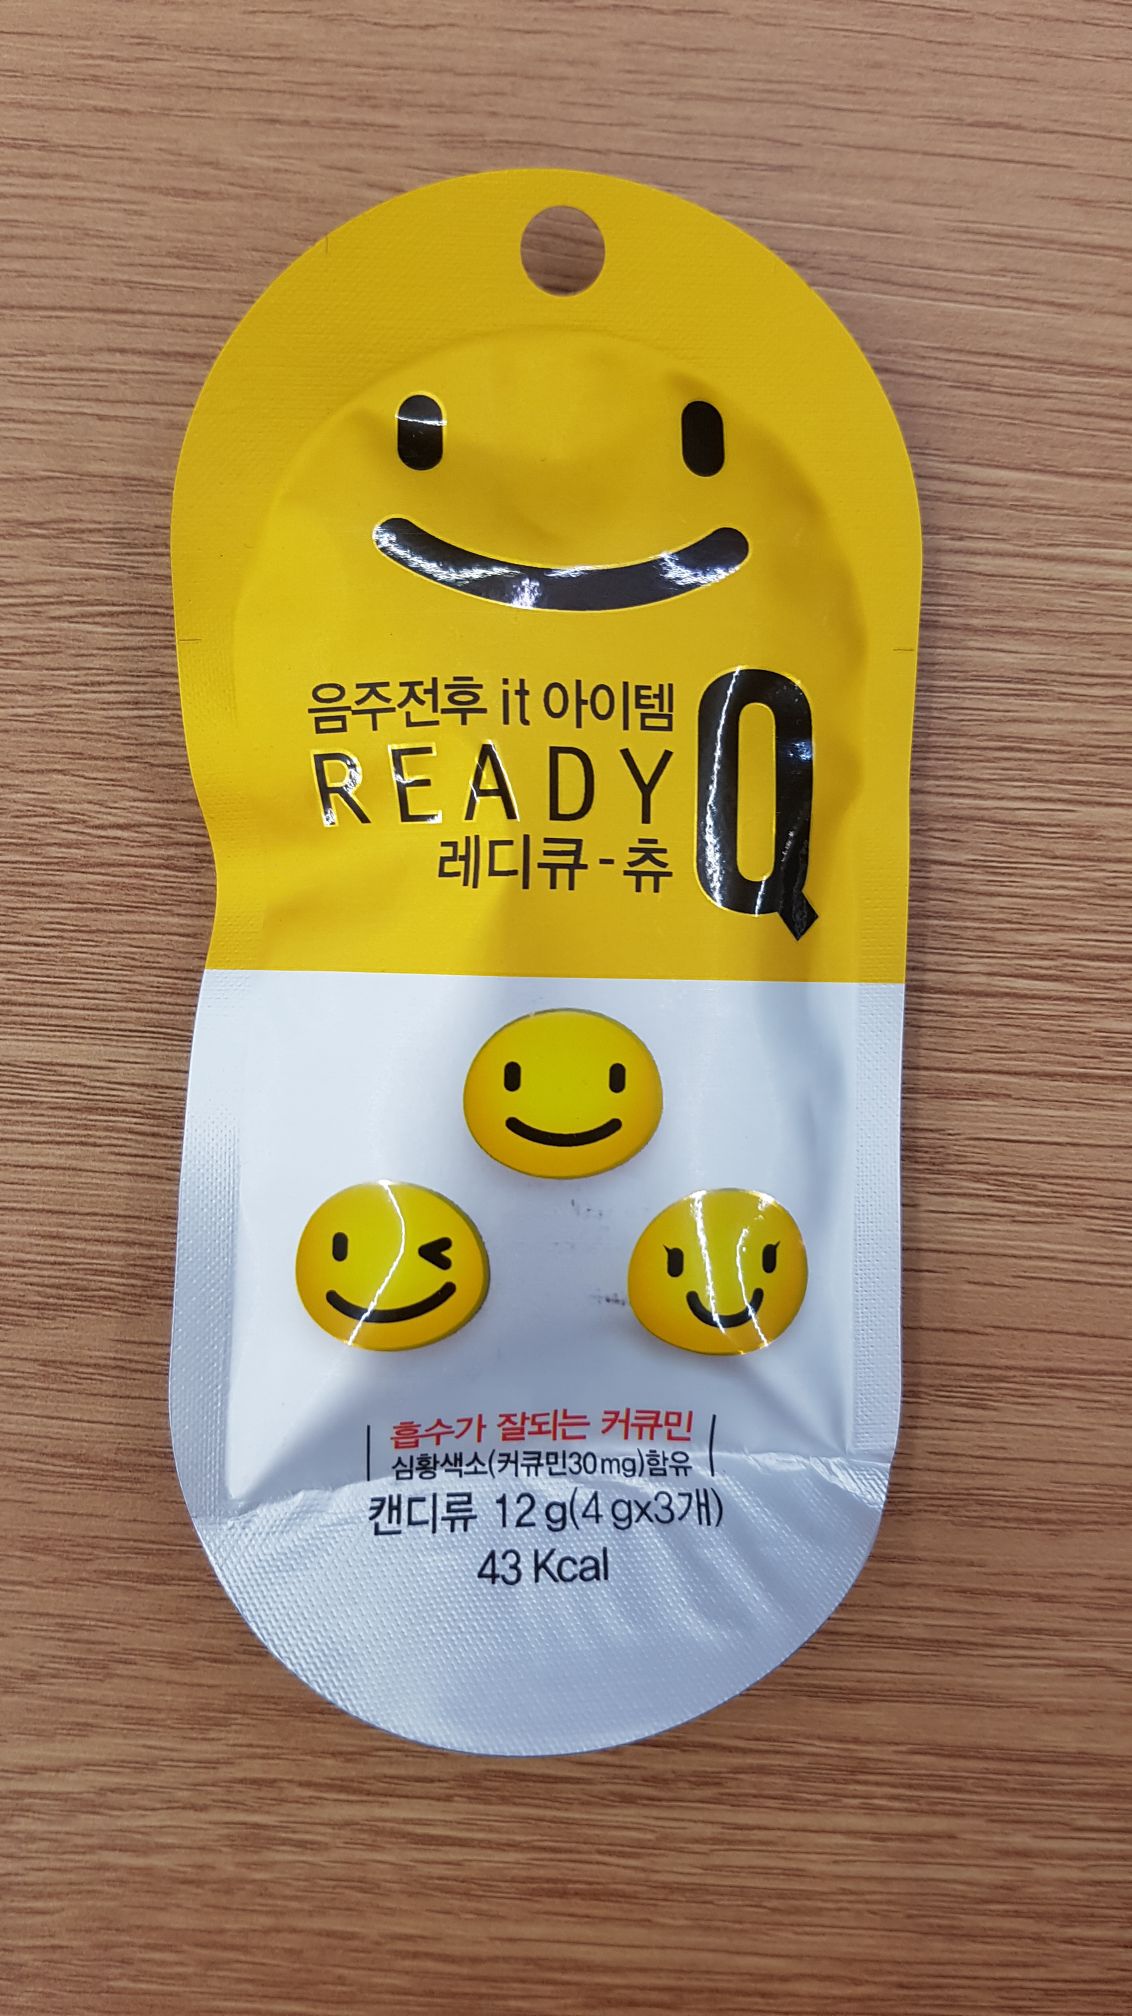 음주전후 it 아이템
READY Q
레디큐-츄
흡수가 잘되는 커큐민
심황색소(커큐민30mg)함유
캔디류 12g(4gx3개)
43 Kcal